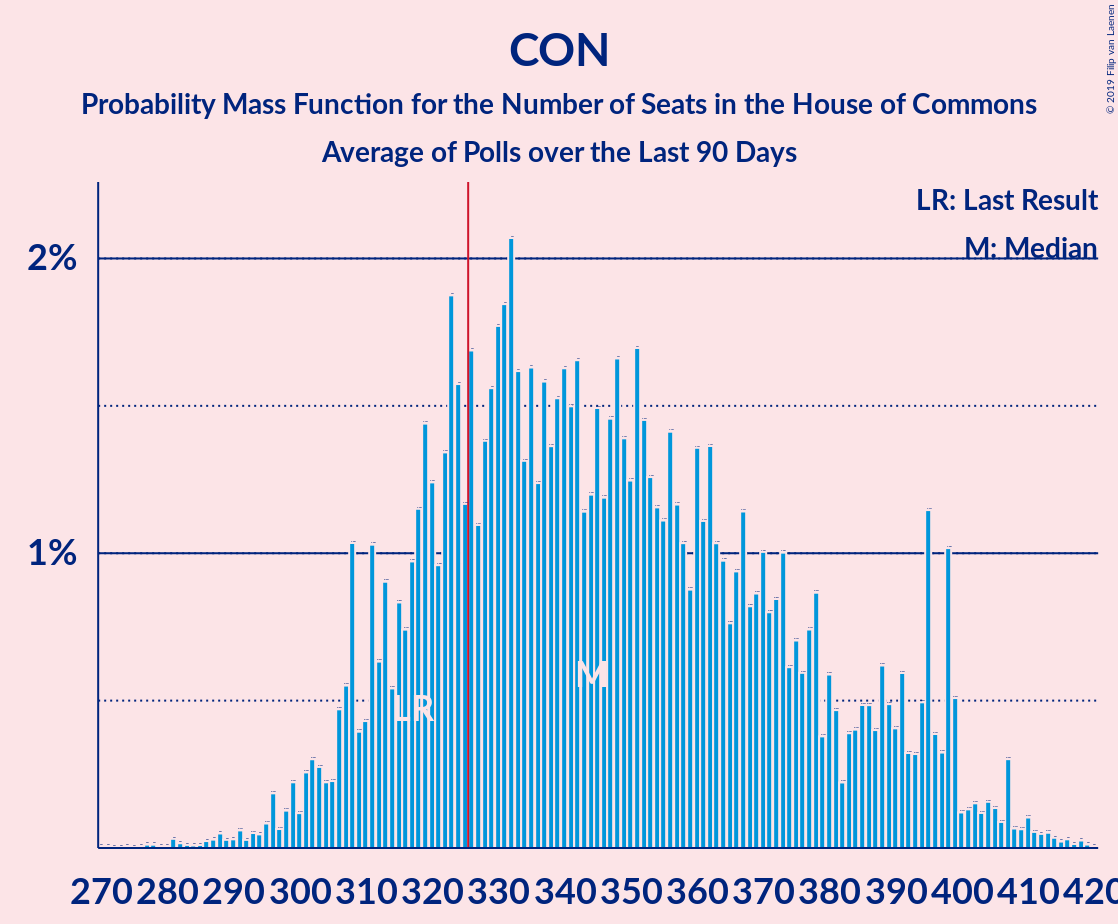 CON
Probability Mass Function for the Number of Seats in the House of Commons
Average of Polls over the Last 90 Days
© 2019 Filip van Laenen
LR: Last Result
M: Median
2%
1%
M
LR
270 280 290 300 310 320 330 340 350 360 370 380 390 400 410 420